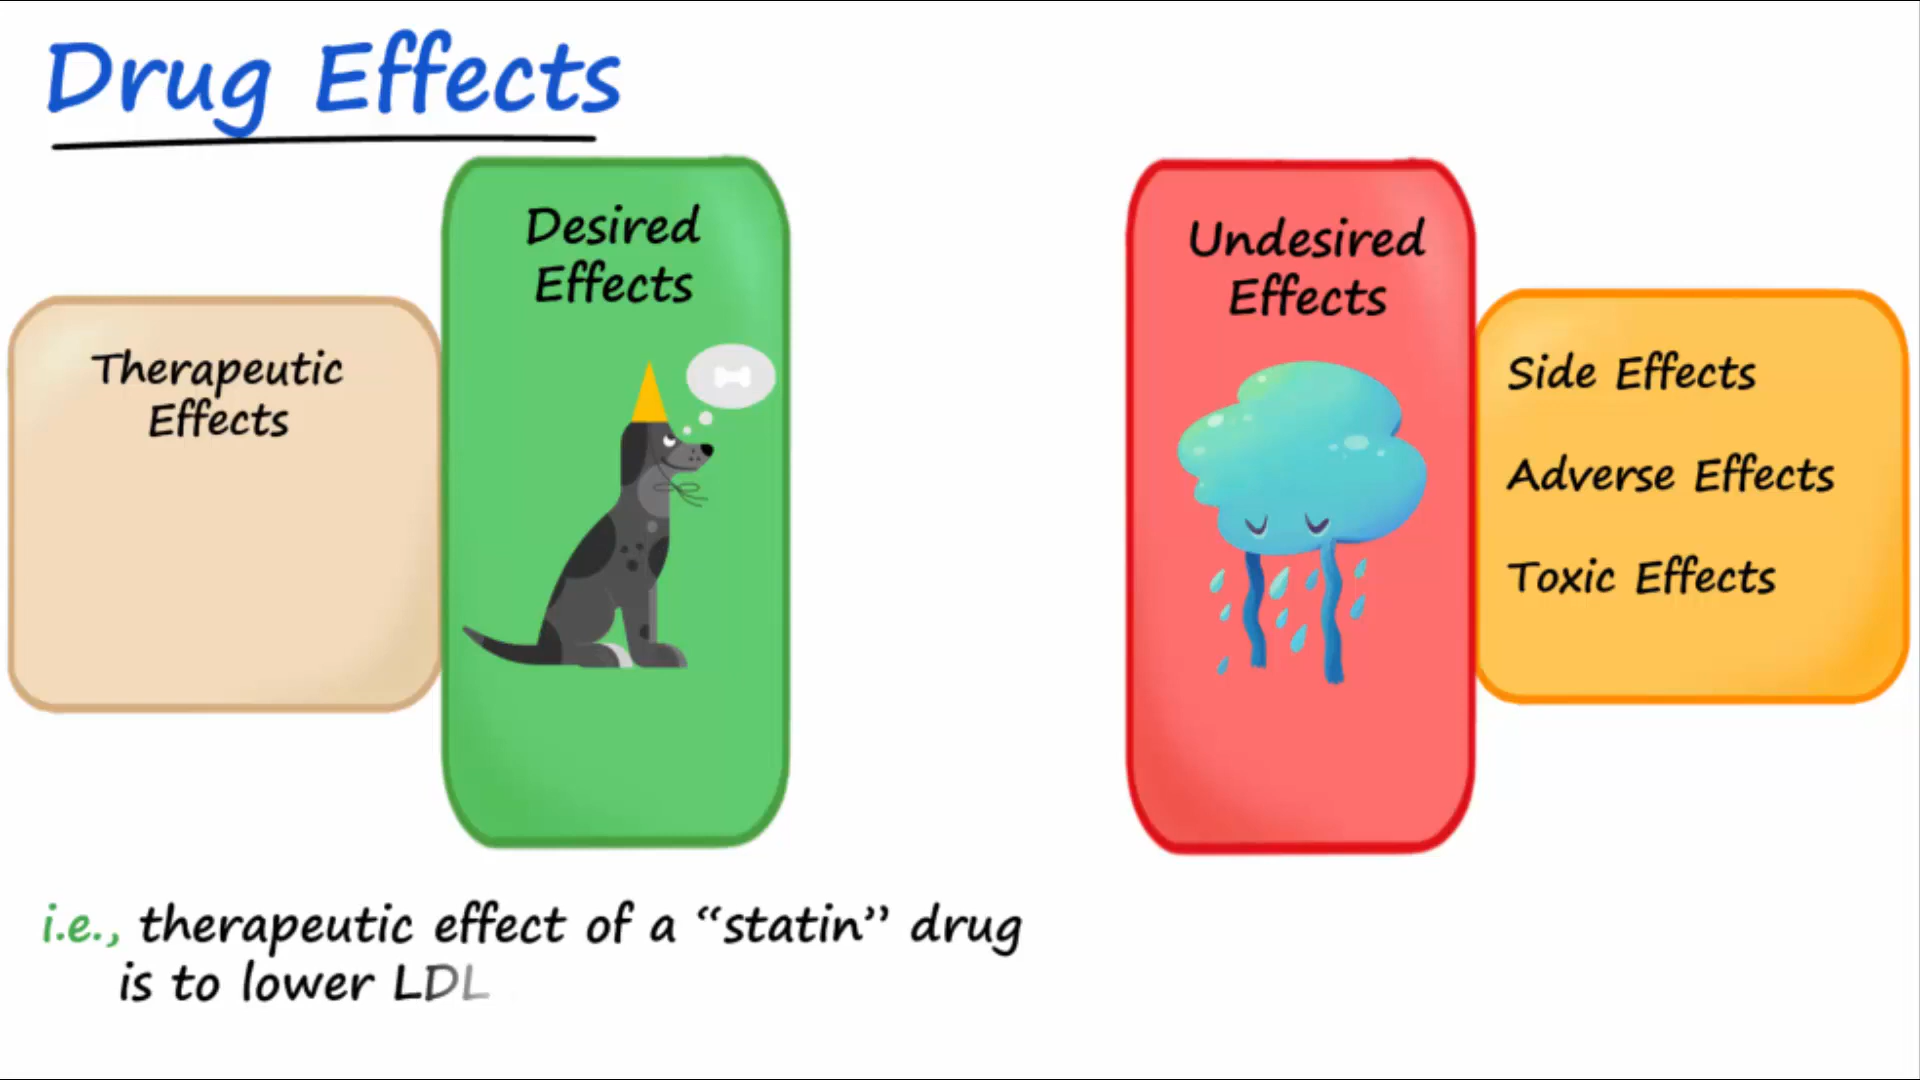 Drug Effects
Desired
Effects
Therapeutic
Effects
Undesired
Effects
Side Effects
Adverse Effects
Toxic Effects
i.e., therapeutic effect of a “statin” drug
is to lower LDL